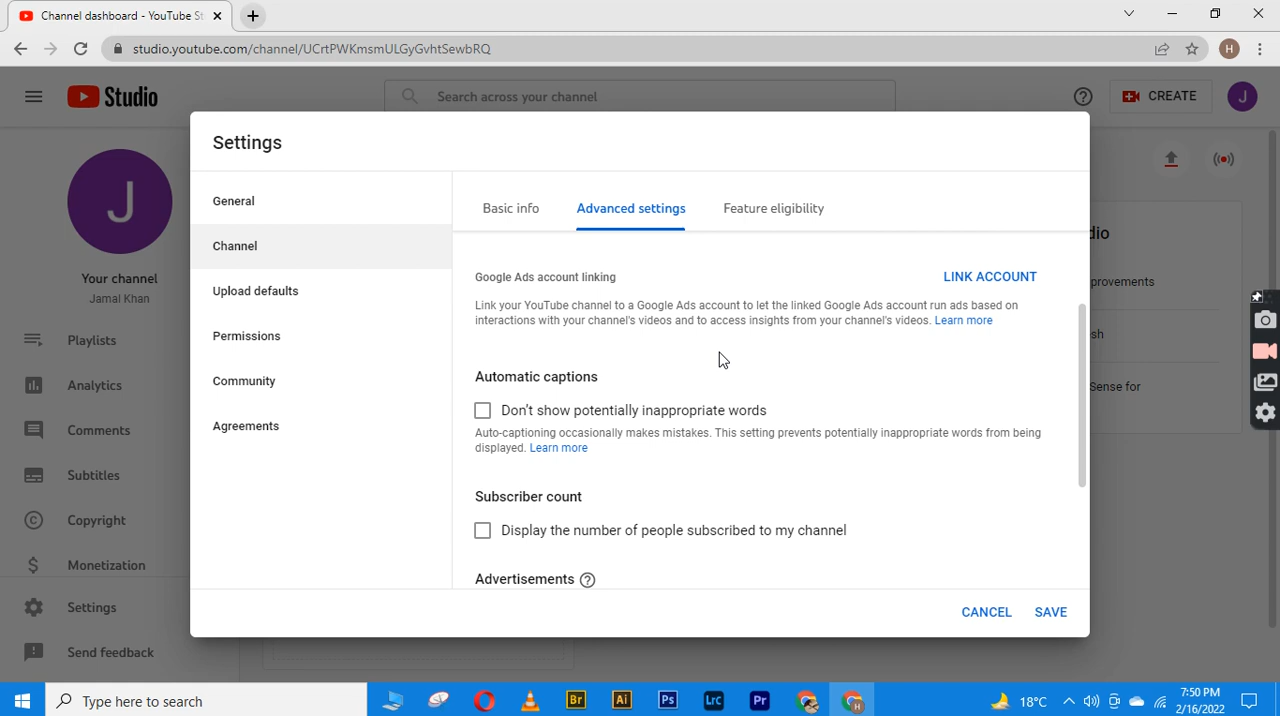 Channel dashboard - YouTube St
studio.youtube.com/channel/UCrtPWKmsmULGyGvhtSewbRQ
H
Studio
Search across your channel
CREATE
J
Settings
J
Your channel
Jamal Khan
Playlists
Analytics
Comments
Subtitles
Copyright
Monetization
Settings
Send feedback
General
Channel
Upload defaults
Permissions
Community
Agreements
Basic info
Advanced settings
Feature eligibility
Google Ads account linking
LINK ACCOUNT
Link your YouTube channel to a Google Ads account to let the linked Google Ads account run ads based on
interactions with your channel's videos and to access insights from your channel's videos. Learn more
Automatic captions
Don't show potentially inappropriate words
Auto-captioning occasionally makes mistakes. This setting prevents potentially inappropriate words from being
displayed. Learn more
Subscriber count
Display the number of people subscribed to my channel
Advertisements
CANCEL
SAVE
dio
provements
sh
Sense for
Type here to search
Br
Ai
Ps
Lrc
Pr
H
18°C
7:50 PM
2/16/2022